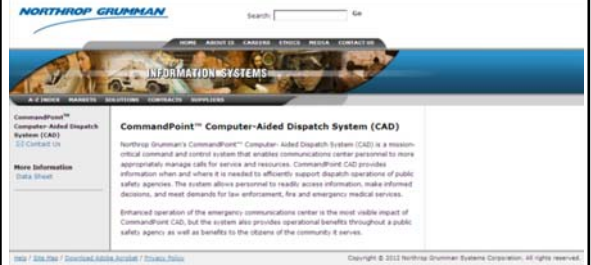 NORTHROP GRUMMAN
Search: Go
HOME ABOUT US CAREERS ETHICS MEDIA CONTACT US
INFORMATION SYSTEMS
A-Z INDEX MARKETS SOLUTIONS CONTRACTS SUPPLIERS
CommandPoint™
Computer-Aided Dispatch
System (CAD)
Contact Us
More Information
Data Sheet
CommandPoint™ Computer-Aided Dispatch System (CAD)
Northrop Grumman's CommandPoint™ Computer- Aided Dispatch System (CAD) is a mission-
critical command and control system that enables communications center personnel to more
appropriately manage calls for service and resources. CommandPoint CAD provides
information when and where it is needed to efficiently support dispatch operations of public
safety agencies. The system allows personnel to readily access information, make informed
decisions, and meet demands for law enforcement, fire and emergency medical services.
Enhanced operation of the emergency communications center is the most visible impact of
CommandPoint CAD, but the system also provides operational benefits throughout a public
safety agency as well as benefits to the citizens of the community it serves.
Help / Site Map / Download Adobe Acrobat / Privacy Policy
Copyright © 2012 Northrop Grumman Systems Corporation. All rights reserved.